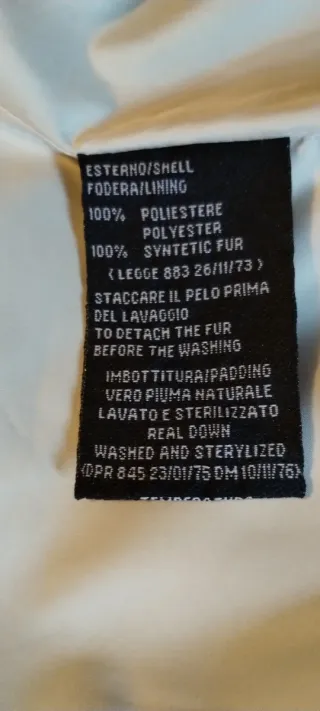 ESTERNO/SHELL
FODERA/LINING
100% POLIESTERE
POLYESTER
100% SYNTETIC FUR
(LEGGE 883 26/11/73)
STACCARE IL PELO PRIMA
DEL LAVAGGIO
TO DETACH THE FUR
BEFORE THE WASHING
IMBOTTITURA/PADDING
VERO PIUMA NATURALE
LAVATO E STERILIZZATO
REAL DOWN
WASHED AND STERYLIZED
(DPR 845 23/01/75 DM 10/11/76)